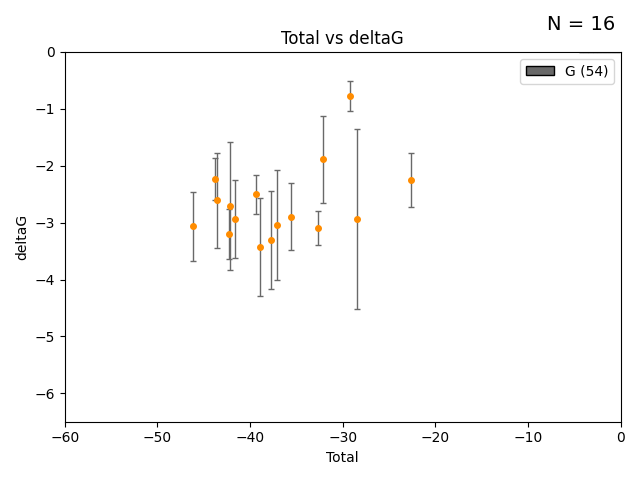 N = 16
Total vs deltaG
G (54)
deltaG
0
−1
−2
−3
−4
−5
−6
−60
−50
−40
−30
−20
−10
0
Total